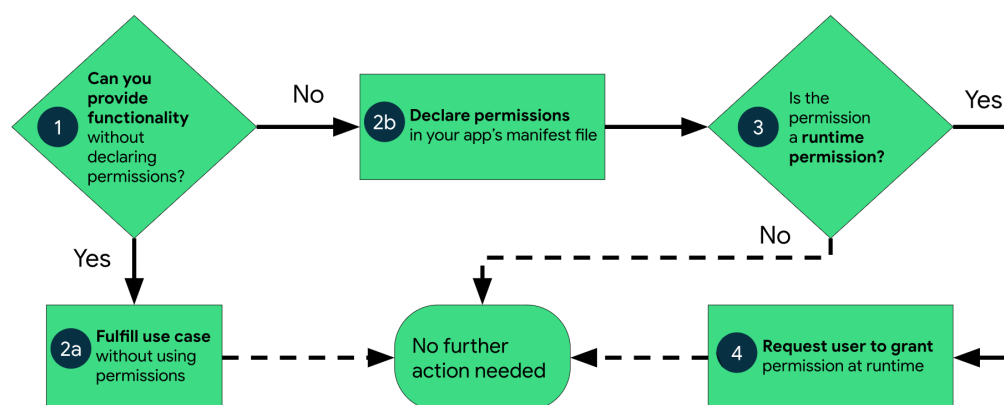 Can you
provide
functionality
1
without
declaring
permissions?
No
2b
Declare permissions
in your app's manifest file
3
Is the
permission
a runtime
permission?
Yes
Yes
No
2a
Fulfill use case
without using
permissions
No further
action needed
4
Request user to grant
permission at runtime